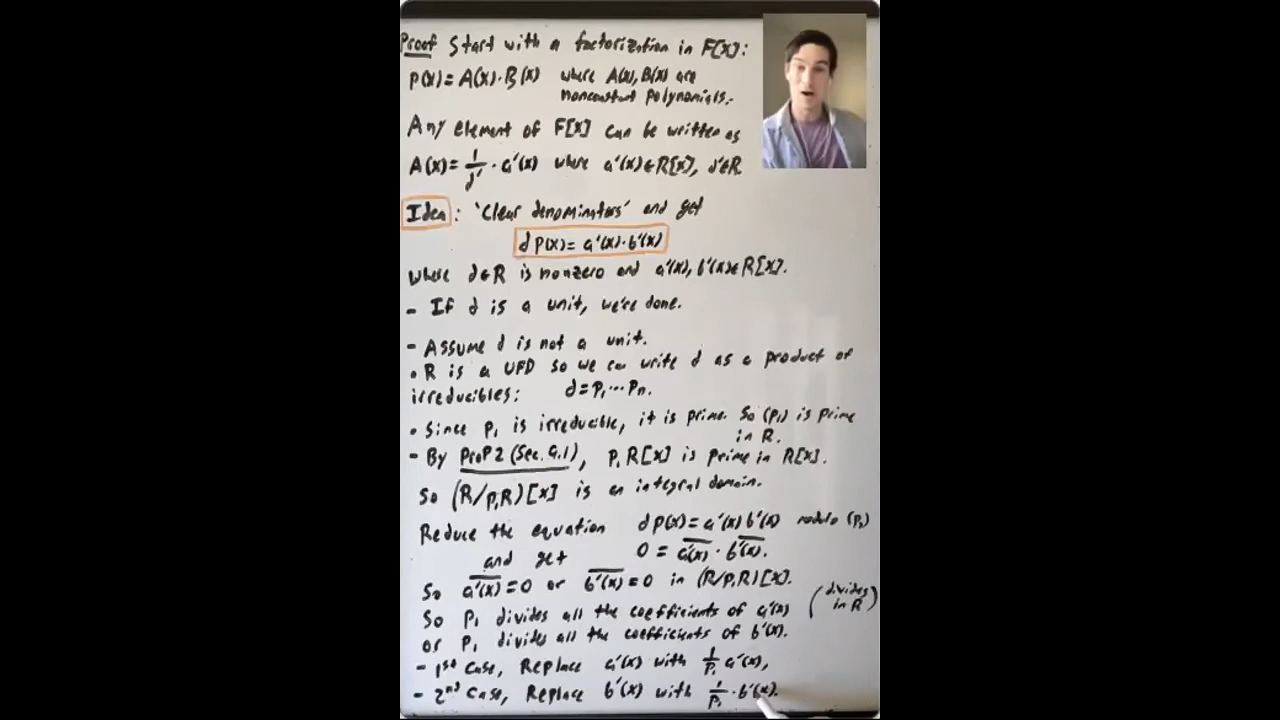 Proof Start with a factorization in F[x]:
P(x) = A(x)·B(x) where A(x), B(x) are
nonconstant polynomials.
Any element of F[x] can be written as
A(x) = 1/d' · a'(x) where a'(x)∈R[x], d'∈R
Idea: 'Clear denominators' and get
d P(x) = a'(x)·b'(x)
where d∈R is nonzero and a'(x), b'(x)∈R[x].
- If d is a unit, we're done.
- Assume d is not a unit.
• R is a UFD so we can write d as a product of
irreducibles: d = P₁ ... Pn.
• Since P₁ is irreducible, it is prime. So (P₁) is prime
in R.
- By Prop 2 (Sec. 9.1), P₁R[x] is prime in R[x].
So (R/P₁R)[x] is an integral domain.
Reduce the equation d P(x) = a'(x) b'(x) modulo (P₁)
and get 0 = a'(x) · b'(x).
So a'(x) = 0 or b'(x) = 0 in (R/P₁R)[x].
So P₁ divides all the coefficients of a'(x) (divides
in R)
or P₁ divides all the coefficients of b'(x).
- 1st case, Replace a'(x) with 1/P₁ a'(x),
- 2nd case, Replace b'(x) with 1/P₁ · b'(x).